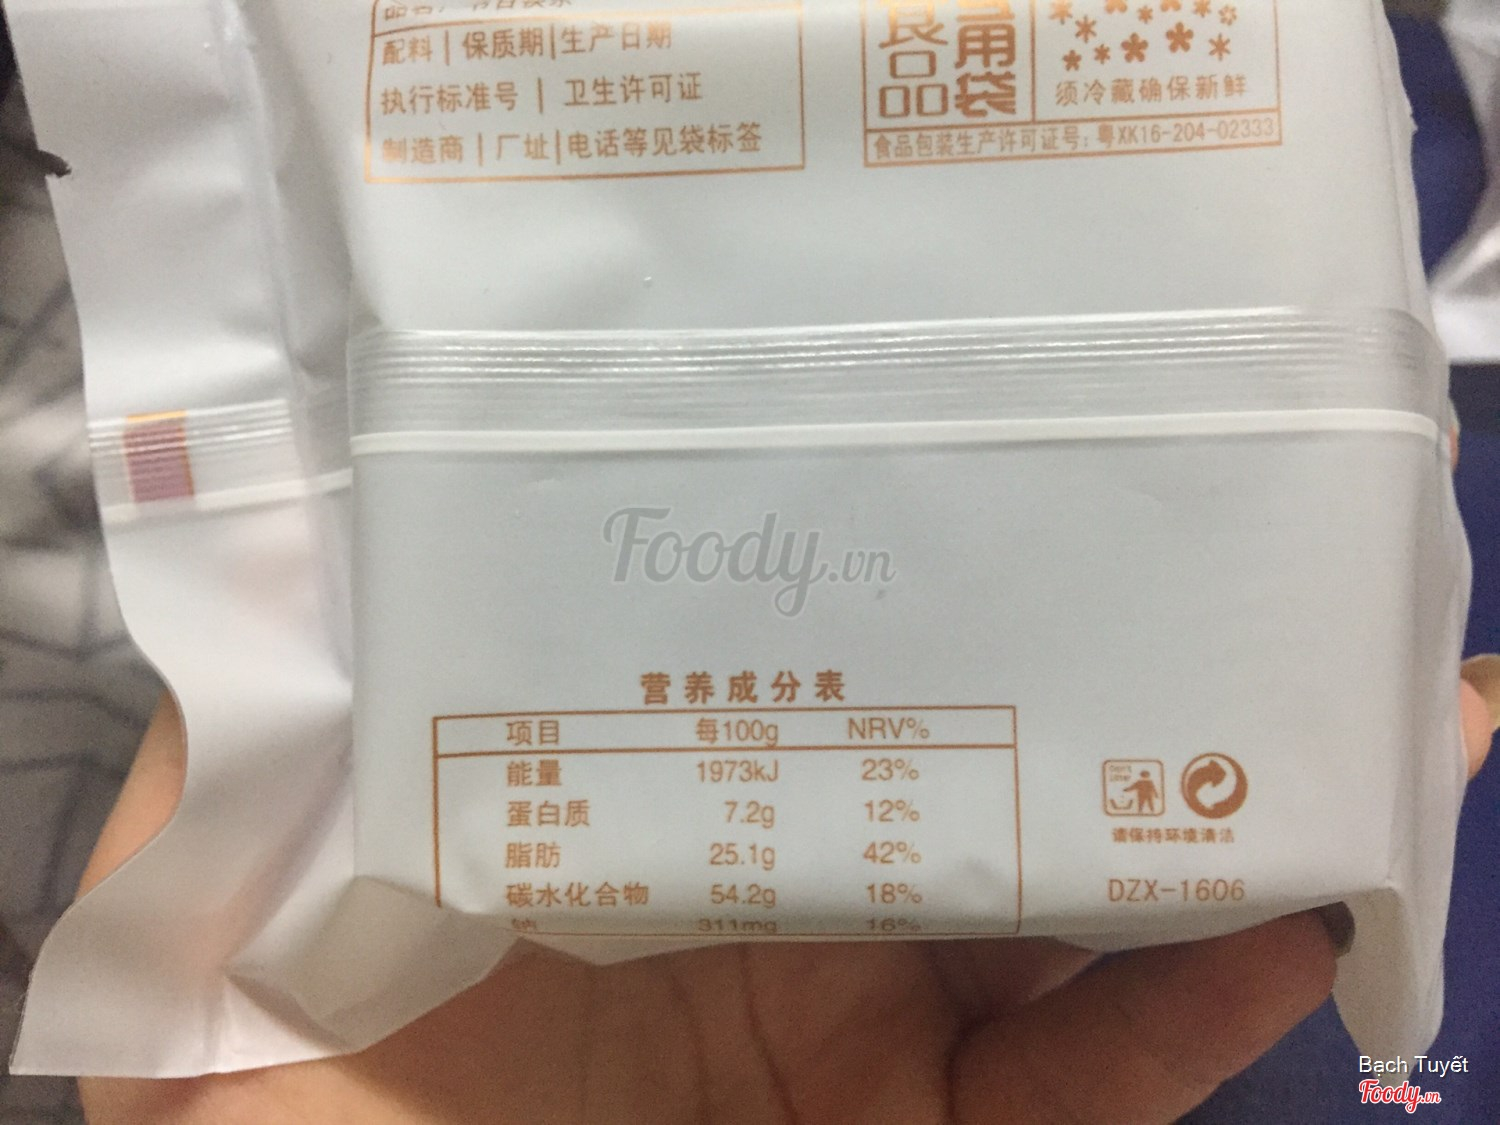 配料 | 保质期 | 生产日期
执行标准号 | 卫生许可证
制造商 | 厂址 | 电话等见袋标签
食品
专用袋
须冷藏确保新鲜
食品包装生产许可证号：粤XK16-204-02333
Foody.vn
营养成分表
项目 每100g NRV%
能量 1973kJ 23%
蛋白质 7.2g 12%
脂肪 25.1g 42%
碳水化合物 54.2g 18%
钠 311mg 16%
请保持环境清洁
DZX-1606
Bạch Tuyết
Foody.vn